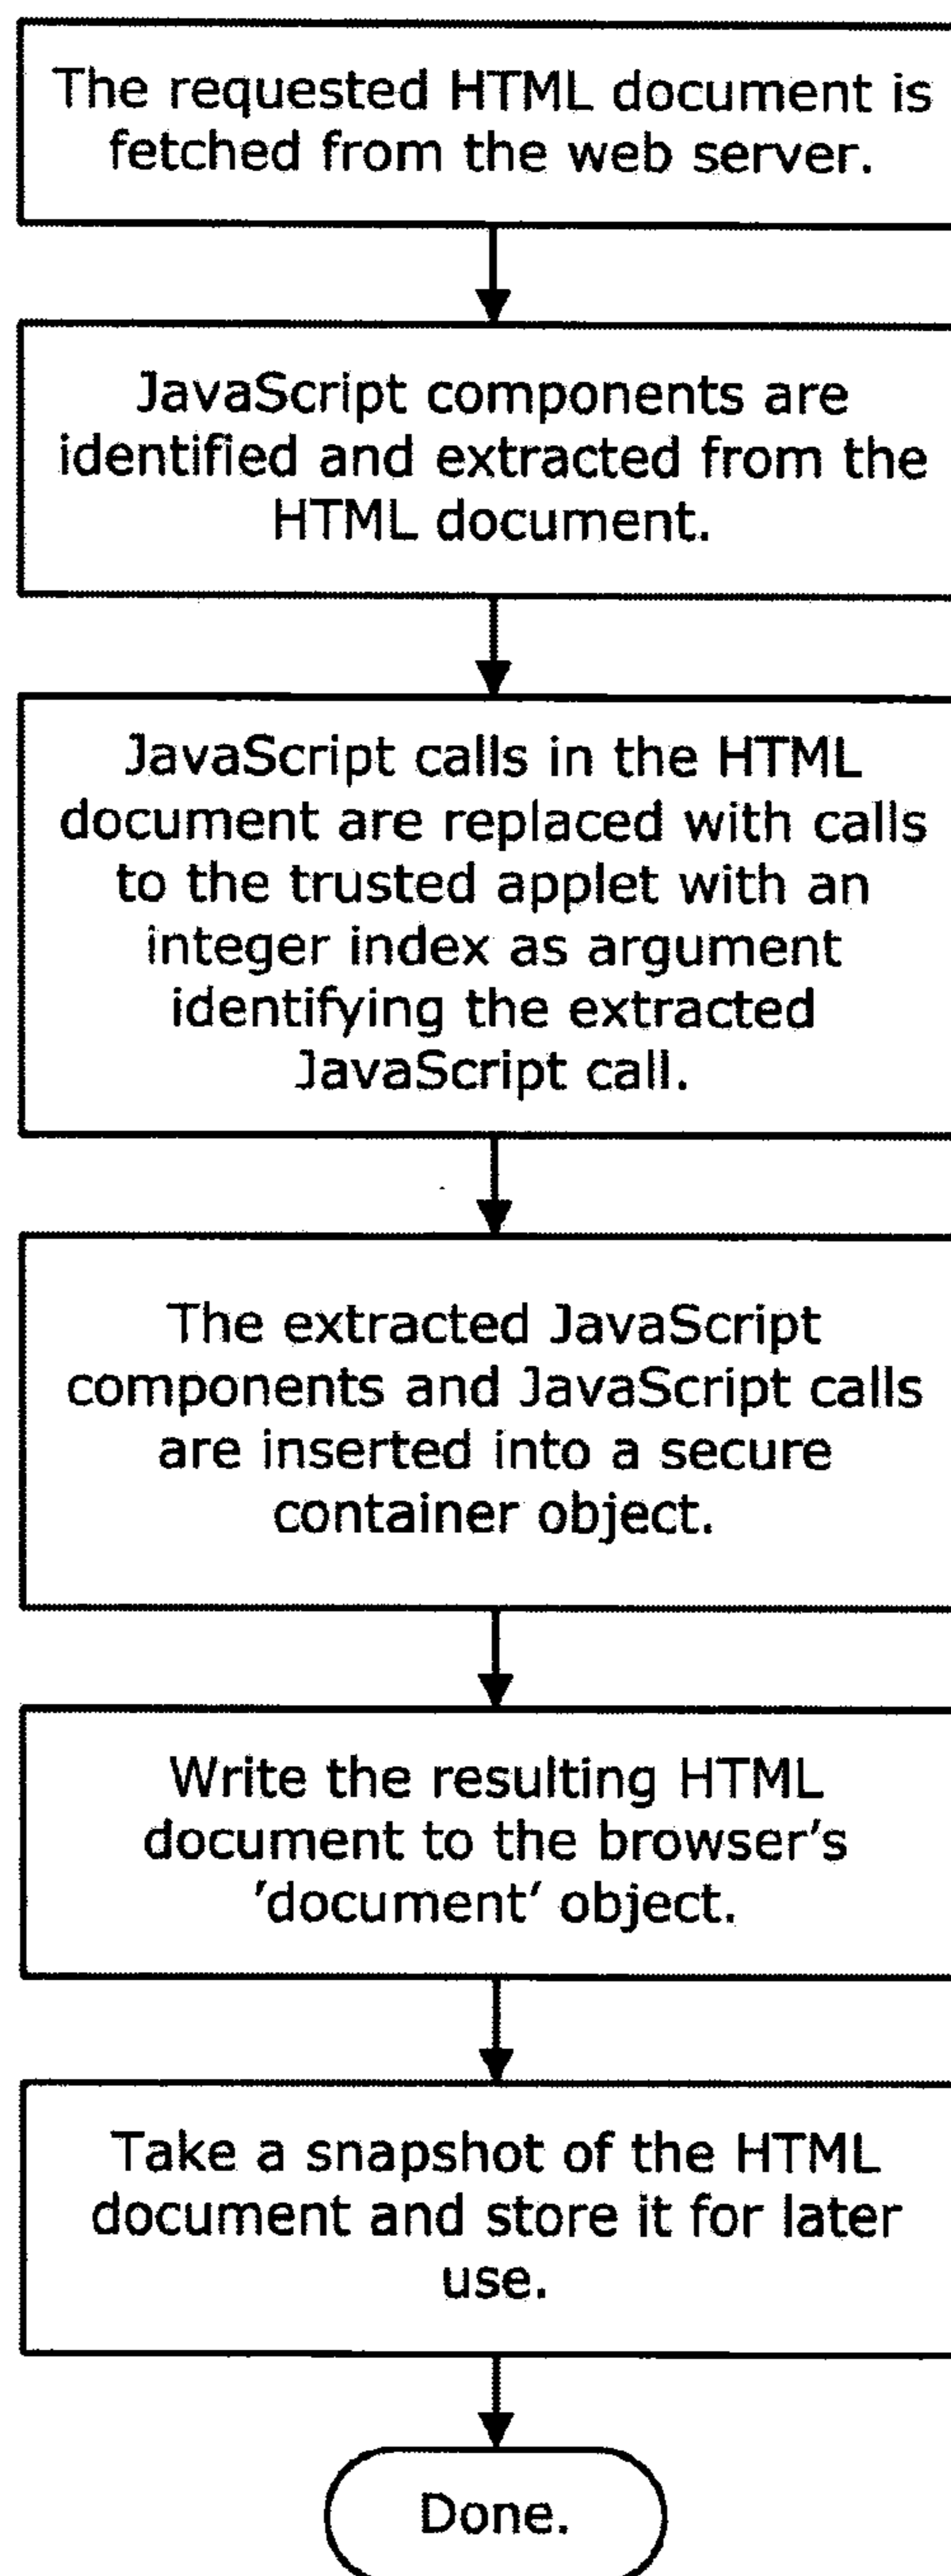 The requested HTML document is
fetched from the web server.
JavaScript components are
identified and extracted from the
HTML document.
JavaScript calls in the HTML
document are replaced with calls
to the trusted applet with an
integer index as argument
identifying the extracted
JavaScript call.
The extracted JavaScript
components and JavaScript calls
are inserted into a secure
container object.
Write the resulting HTML
document to the browser's
'document' object.
Take a snapshot of the HTML
document and store it for later
use.
Done.